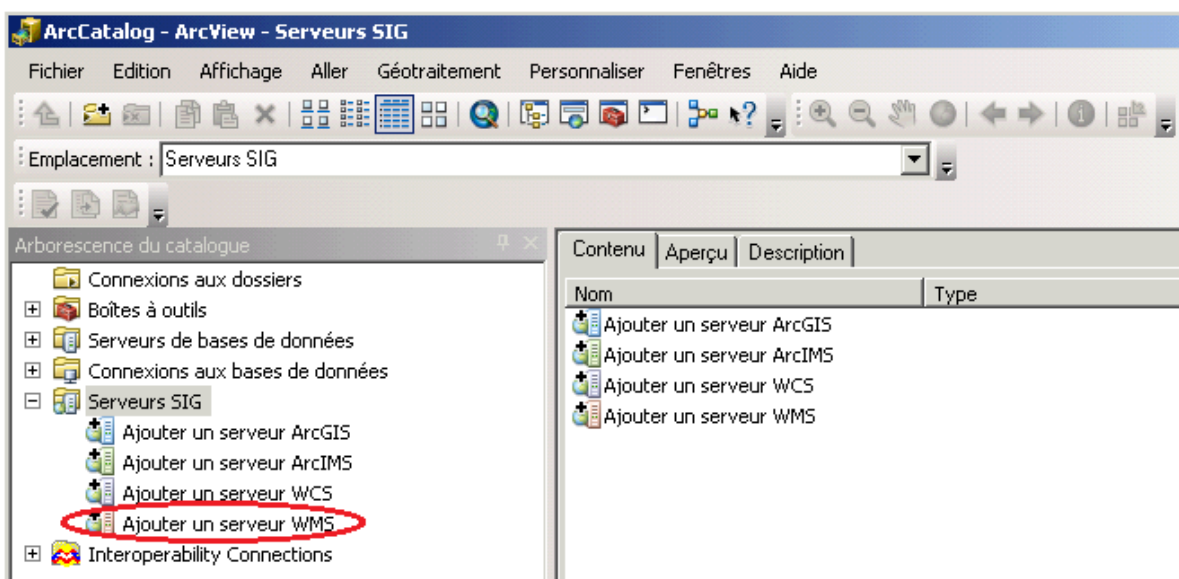 ArcCatalog - ArcView - Serveurs SIG
Fichier Edition Affichage Aller Géotraitement Personnaliser Fenêtres Aide
Emplacement : Serveurs SIG
Arborescence du catalogue
Connexions aux dossiers
Boîtes à outils
Serveurs de bases de données
Connexions aux bases de données
Serveurs SIG
Ajouter un serveur ArcGIS
Ajouter un serveur ArcIMS
Ajouter un serveur WCS
Ajouter un serveur WMS
Interoperability Connections
Contenu Aperçu Description
Nom Type
Ajouter un serveur ArcGIS
Ajouter un serveur ArcIMS
Ajouter un serveur WCS
Ajouter un serveur WMS